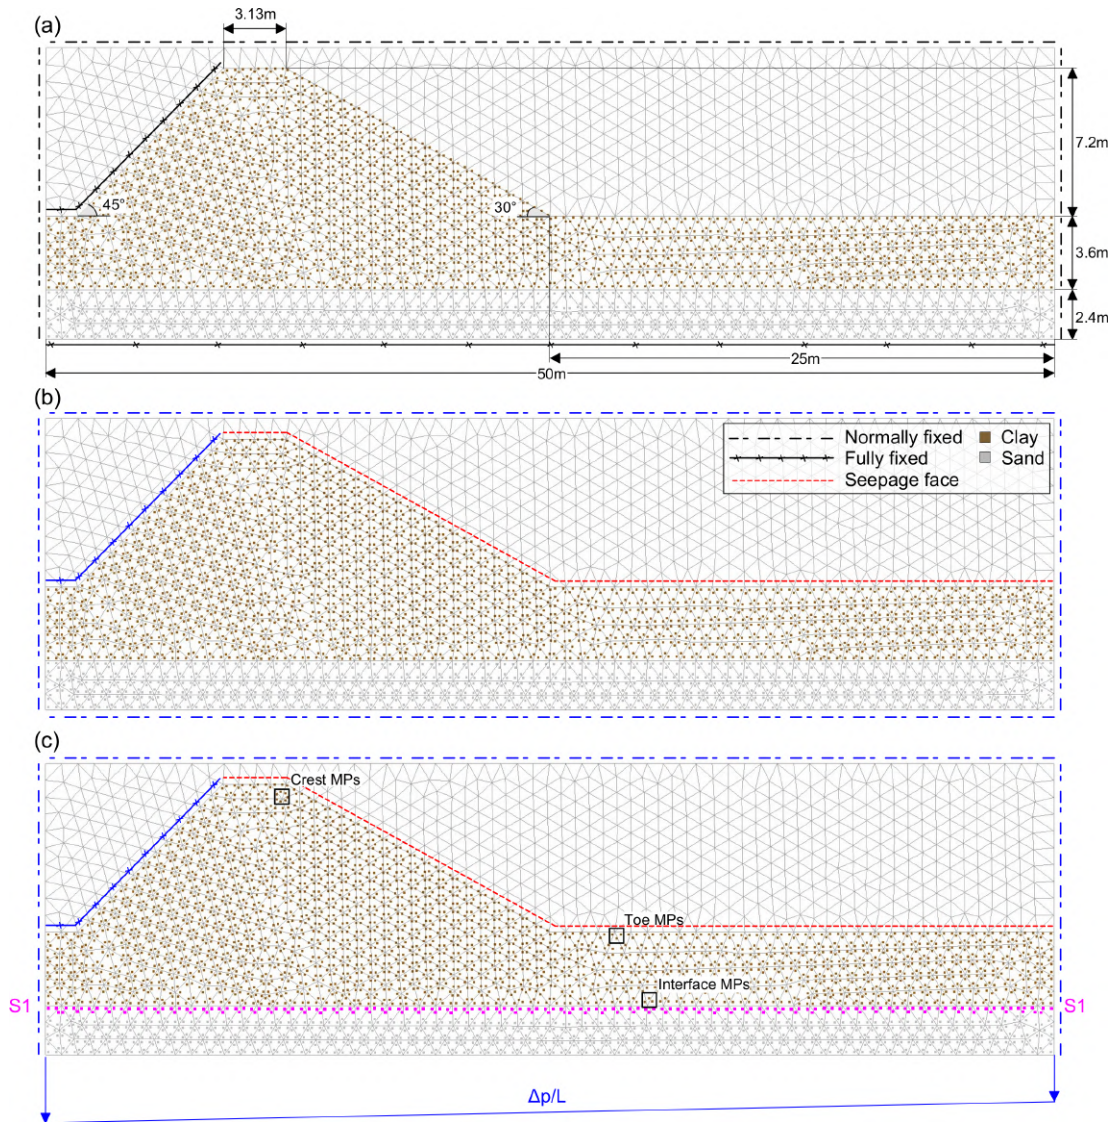 (a)
3.13m
7.2m
45°
30°
3.6m
2.4m
25m
50m
(b)
Normally fixed
Clay
Fully fixed
Sand
Seepage face
(c)
Crest MPs
Toe MPs
Interface MPs
S1
S1
Δp/L